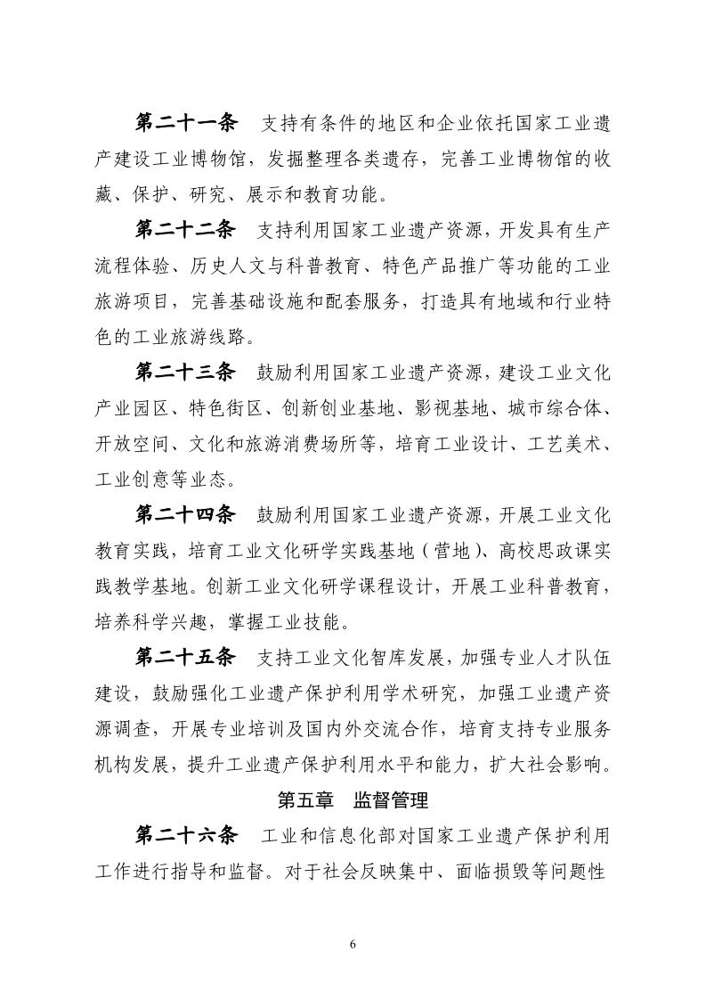 第二十一条　支持有条件的地区和企业依托国家工业遗
产建设工业博物馆，发掘整理各类遗存，完善工业博物馆的收
藏、保护、研究、展示和教育功能。
第二十二条　支持利用国家工业遗产资源，开发具有生产
流程体验、历史人文与科普教育、特色产品推广等功能的工业
旅游项目，完善基础设施和配套服务，打造具有地域和行业特
色的工业旅游线路。
第二十三条　鼓励利用国家工业遗产资源，建设工业文化
产业园区、特色街区、创新创业基地、影视基地、城市综合体、
开放空间、文化和旅游消费场所等，培育工业设计、工艺美术、
工业创意等业态。
第二十四条　鼓励利用国家工业遗产资源，开展工业文化
教育实践，培育工业文化研学实践基地（营地）、高校思政课实
践教学基地。创新工业文化研学课程设计，开展工业科普教育，
培养科学兴趣，掌握工业技能。
第二十五条　支持工业文化智库发展，加强专业人才队伍
建设，鼓励强化工业遗产保护利用学术研究，加强工业遗产资
源调查，开展专业培训及国内外交流合作，培育支持专业服务
机构发展，提升工业遗产保护利用水平和能力，扩大社会影响。
第五章　监督管理
第二十六条　工业和信息化部对国家工业遗产保护利用
工作进行指导和监督。对于社会反映集中、面临损毁等问题性
6